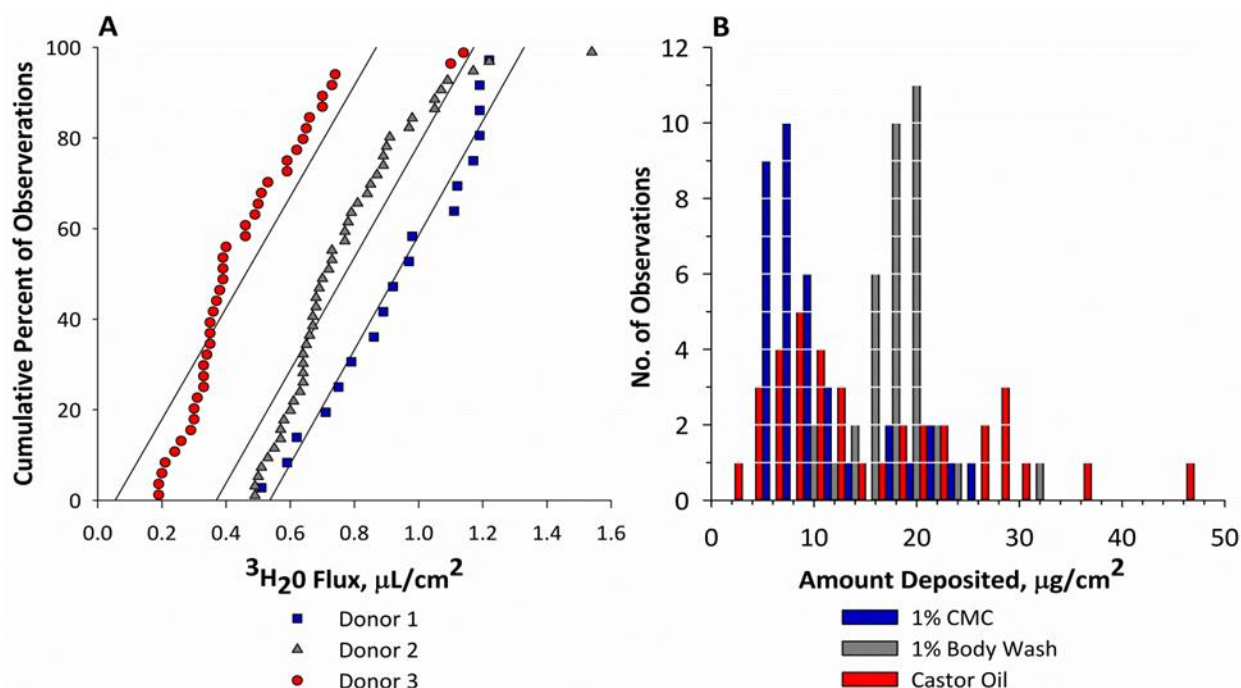 A
B
Cumulative Percent of Observerations
100
80
60
40
20
0
0.0 0.2 0.4 0.6 0.8 1.0 1.2 1.4 1.6
³H₂0 Flux, μL/cm²
Donor 1
Donor 2
Donor 3
No. of Observations
12
10
8
6
4
2
0
0 10 20 30 40 50
Amount Deposited, μg/cm²
1% CMC
1% Body Wash
Castor Oil